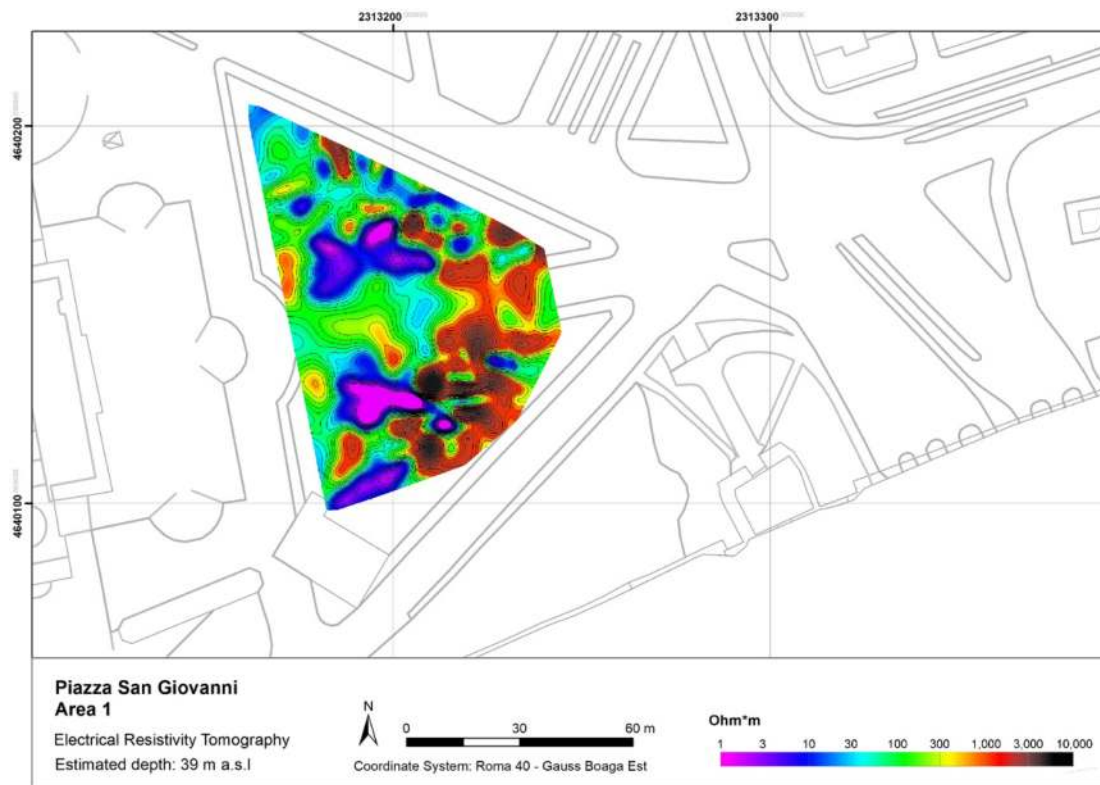 2313200
2313300
4640200
4640100
Piazza San Giovanni
Area 1
Electrical Resistivity Tomography
Estimated depth: 39 m a.s.l
N
0 30 60 m
Coordinate System: Roma 40 - Gauss Boaga Est
Ohm*m
1 3 10 30 100 300 1,000 3,000 10,000